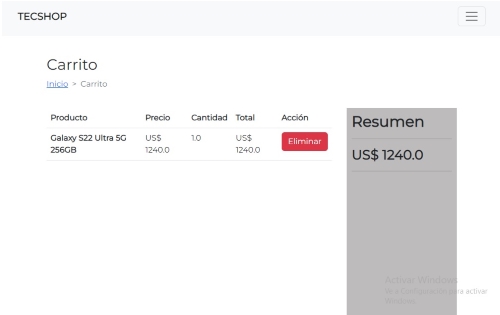 TECSHOP
Carrito
Inicio > Carrito
Producto Precio Cantidad Total Acción
Galaxy S22 Ultra 5G 256GB US$ 1240.0 1.0 US$ 1240.0 Eliminar
Resumen
US$ 1240.0
Activar Windows
Ve a Configuración para activar
Windows.